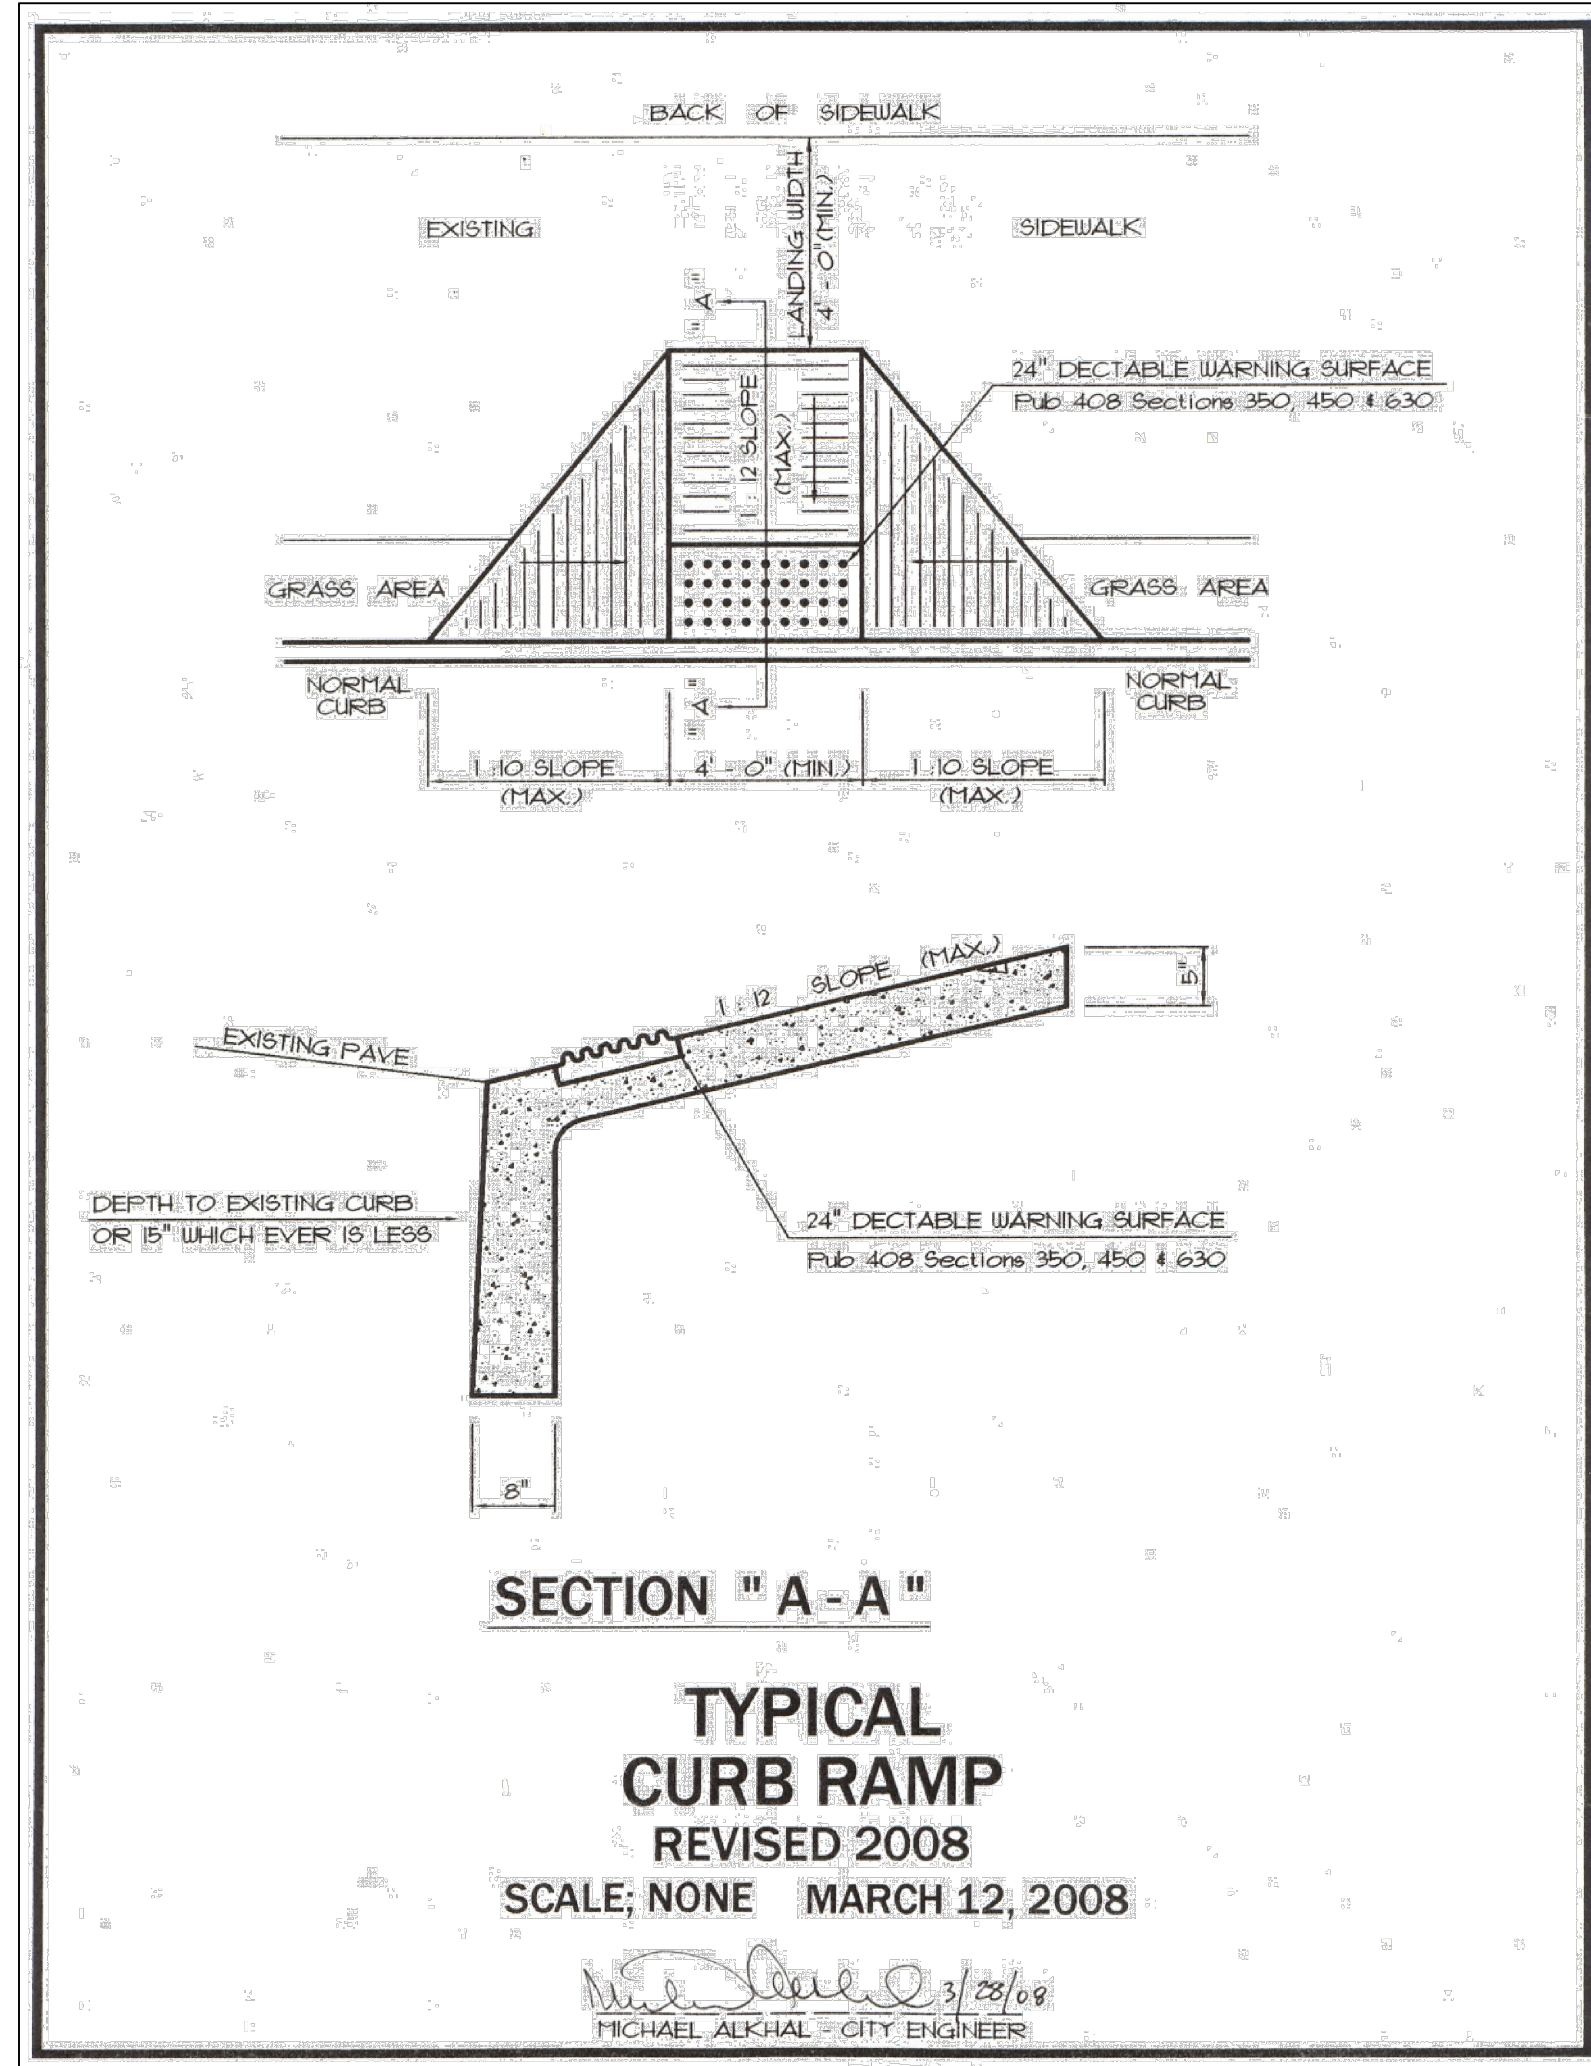 BACK OF SIDEWALK
EXISTING
SIDEWALK
LANDING WIDTH
4' - 0" (MIN.)
" A "
24" DECTABLE WARNING SURFACE
Pub 408 Sections 350, 450 & 630
1 : 12 SLOPE
(MAX.)
GRASS AREA
GRASS AREA
NORMAL
CURB
NORMAL
CURB
" A "
1 : 10 SLOPE
(MAX.)
4' - 0" (MIN.)
1 : 10 SLOPE
(MAX.)
1 : 12 SLOPE (MAX.)
5"
EXISTING PAVE
DEPTH TO EXISTING CURB
OR 15" WHICH EVER IS LESS
24" DECTABLE WARNING SURFACE
Pub 408 Sections 350, 450 & 630
8"
SECTION " A - A "
TYPICAL
CURB RAMP
REVISED 2008
SCALE; NONE MARCH 12, 2008
3/28/08
MICHAEL ALKHAL - CITY ENGINEER